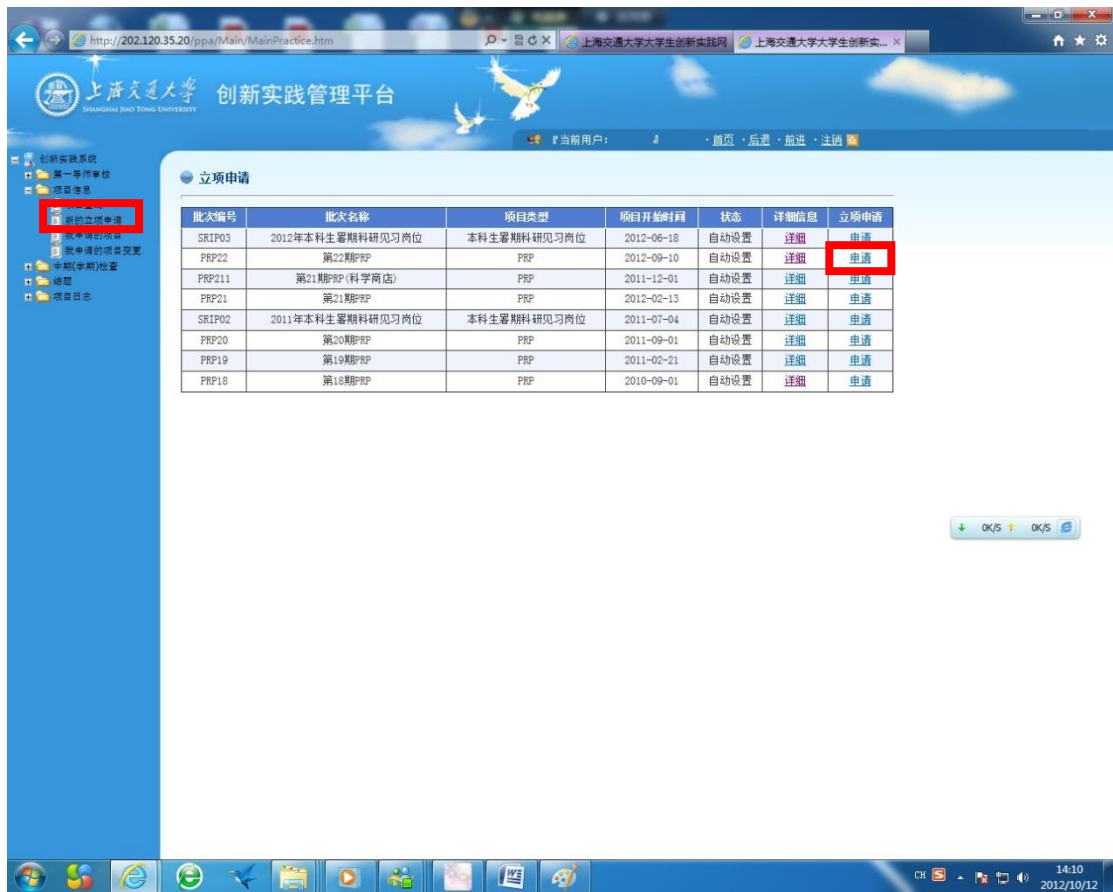 http://202.120.35.20/ppa/Main/MainPractice.htm
上海交通大学大学生创新实践网
上海交通大学大学生创新实...
上海交通大学
SHANGHAI JIAO TONG UNIVERSITY
创新实践管理平台
当前用户:
·首页 ·后退 ·前进 ·注销
创新实践系统
第一导师审核
项目信息
新的立项申请
我申请的项目
我申请的项目变更
中期(学期)检查
结题
项目日志
立项申请
批次编号 批次名称 项目类型 项目开始时间 状态 详细信息 立项申请
SRIP03 2012年本科生暑期科研见习岗位 本科生暑期科研见习岗位 2012-06-18 自动设置 详细 申请
PRP22 第22期PRP PRP 2012-09-10 自动设置 详细 申请
PRP211 第21期PRP(科学商店) PRP 2011-12-01 自动设置 详细 申请
PRP21 第21期PRP PRP 2012-02-13 自动设置 详细 申请
SRIP02 2011年本科生暑期科研见习岗位 本科生暑期科研见习岗位 2011-07-04 自动设置 详细 申请
PRP20 第20期PRP PRP 2011-09-01 自动设置 详细 申请
PRP19 第19期PRP PRP 2011-02-21 自动设置 详细 申请
PRP18 第18期PRP PRP 2010-09-01 自动设置 详细 申请
↓ 0K/S ↑ 0K/S
CH
14:10
2012/10/12